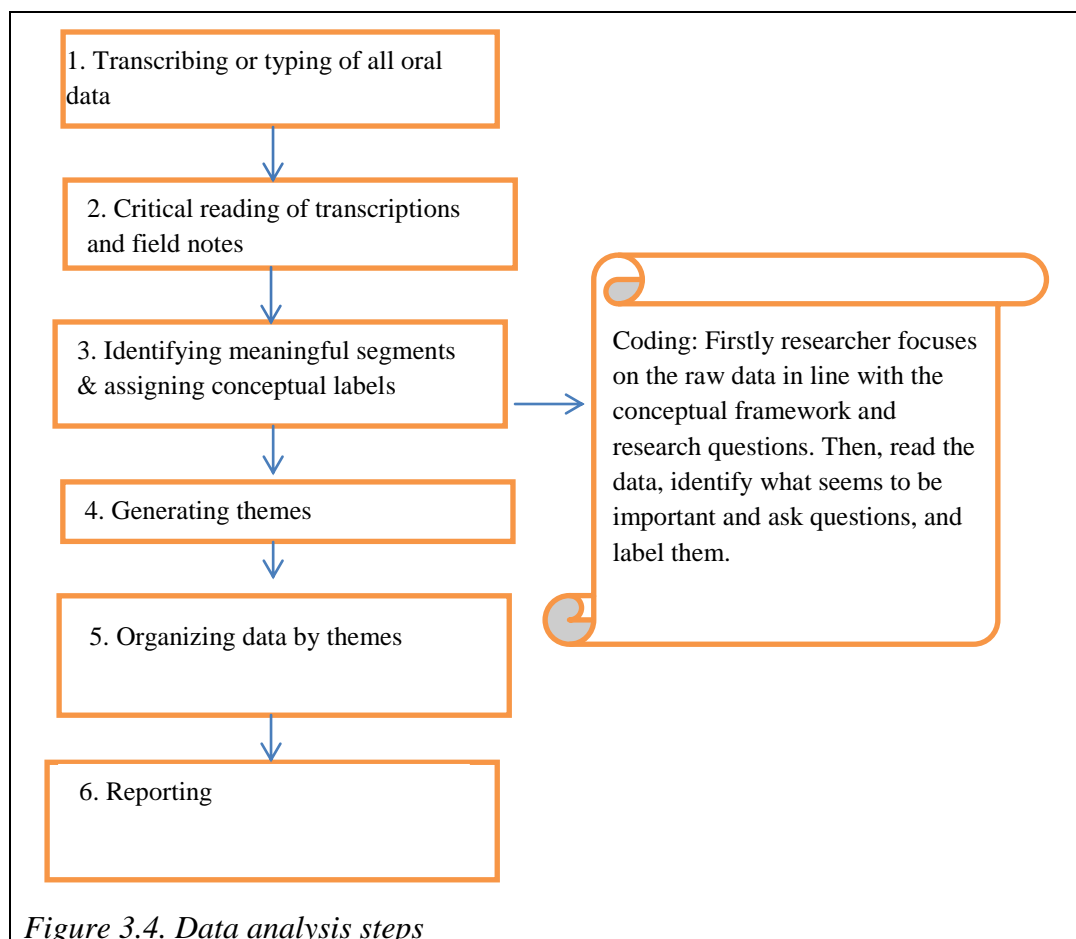 1. Transcribing or typing of all oral
data
2. Critical reading of transcriptions
and field notes
3. Identifying meaningful segments
& assigning conceptual labels
Coding: Firstly researcher focuses
on the raw data in line with the
conceptual framework and
research questions. Then, read the
data, identify what seems to be
important and ask questions, and
label them.
4. Generating themes
5. Organizing data by themes
6. Reporting
Figure 3.4. Data analysis steps